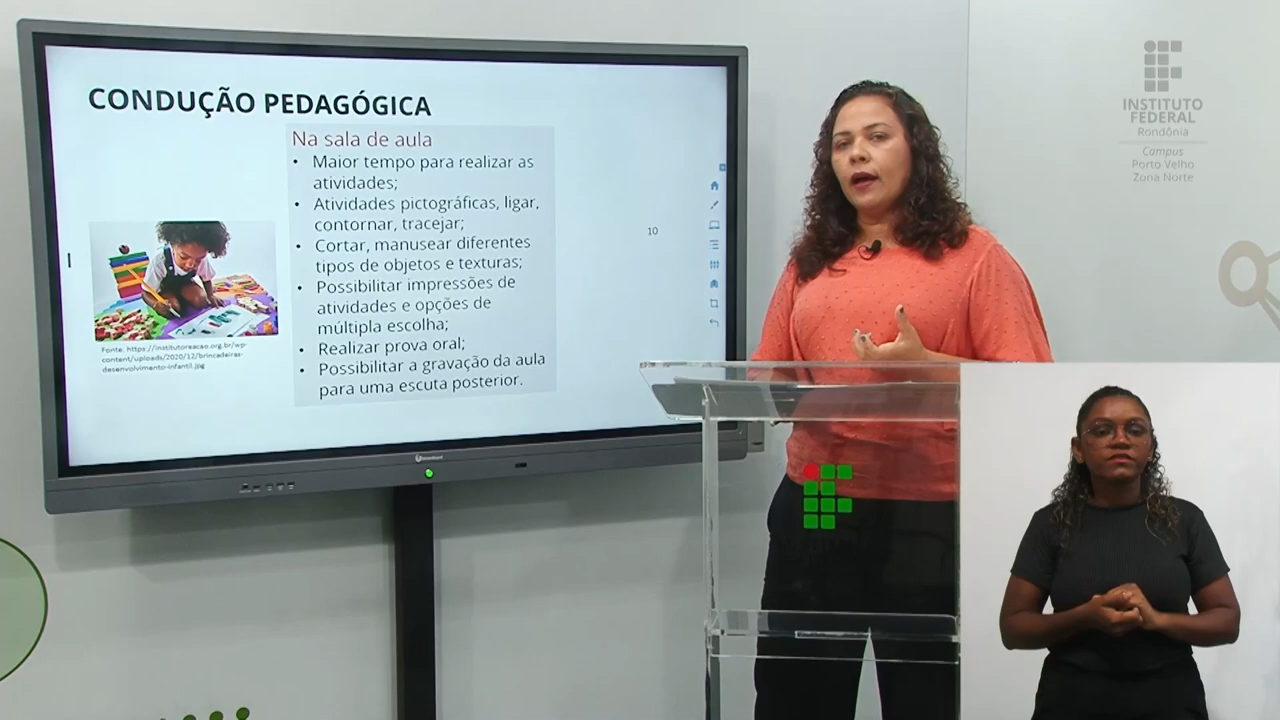 CONDUÇÃO PEDAGÓGICA
Na sala de aula
• Maior tempo para realizar as
atividades;
• Atividades pictográficas, ligar,
contornar, tracejar;
• Cortar, manusear diferentes
tipos de objetos e texturas;
• Possibilitar impressões de
atividades e opções de
múltipla escolha;
• Realizar prova oral;
• Possibilitar a gravação da aula
para uma escuta posterior.
Fonte: https://institutoreacao.org.br/wp-
content/uploads/2020/12/brincadeiras-
desenvolvimento-infantil.jpg
10
INSTITUTO
FEDERAL
Rondônia
Campus
Porto Velho
Zona Norte